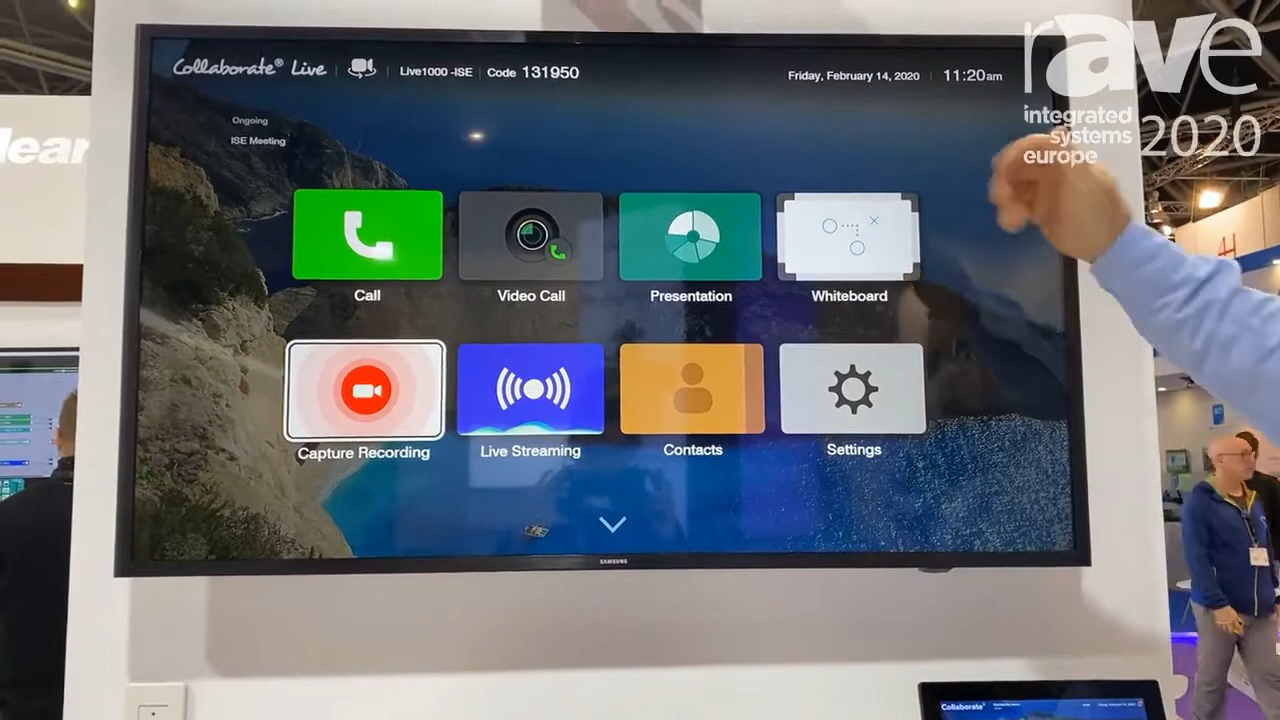 Collaborate® Live
Live1000 -ISE
Code 131950
Friday, February 14, 2020
11:20am
Ongoing
ISE Meeting
Call
Video Call
Presentation
Whiteboard
Capture Recording
Live Streaming
Contacts
Settings
SAMSUNG
rAVe
integrated
systems
europe
2020
lear
Collaborate®